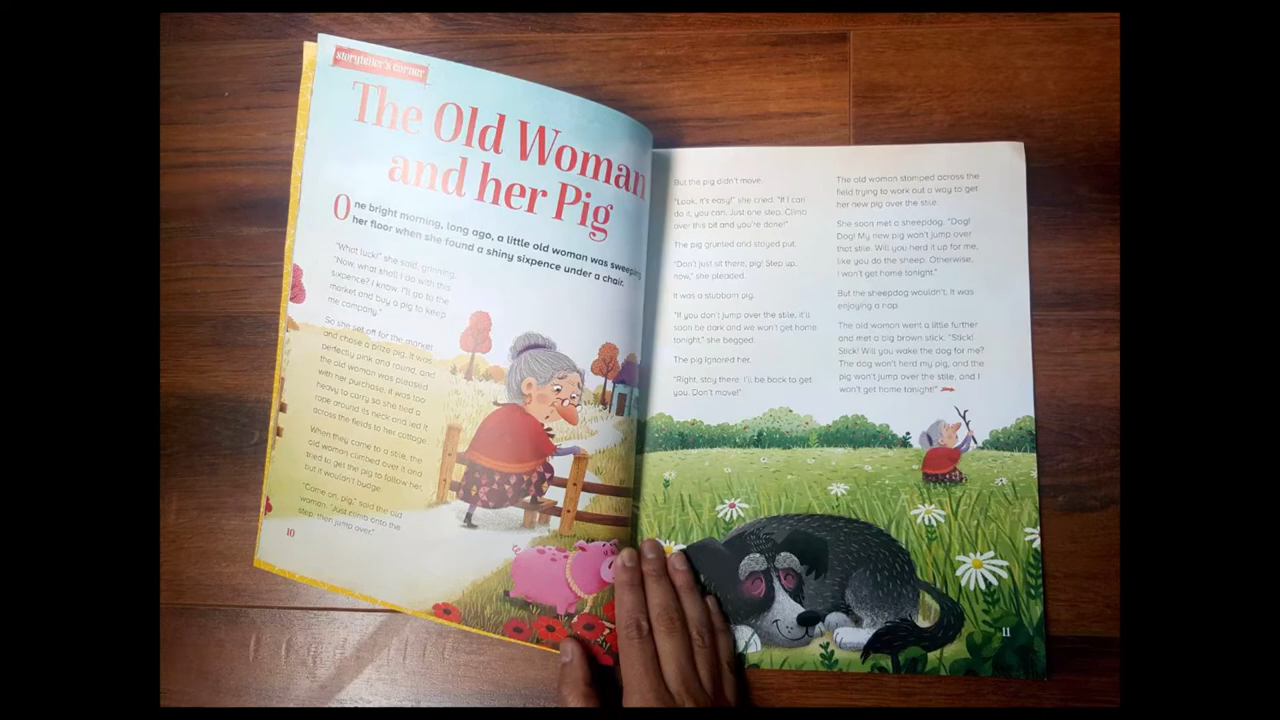 storyteller's corner
The Old Woman
and her Pig
One bright morning, long ago, a little old woman was sweeping
her floor when she found a shiny sixpence under a chair.
"What luck!" she said, grinning.
"Now, what shall I do with this
sixpence? I know. I'll go to the
market and buy a pig to keep
me company."
So she set off for the market
and chose a prize pig. It was
perfectly pink and round, and
the old woman was pleased
with her purchase. It was too
heavy to carry so she tied a
rope around its neck and led it
across the fields to her cottage.
When they came to a stile, the
old woman climbed over it and
tried to get the pig to follow her,
but it wouldn't budge.
"Come on, pig," said the old
woman. "Just climb onto the
step, then jump over."
10
But the pig didn't move.
"Look, it's easy!" she cried. "If I can
do it, you can. Just one step. Climb
over this bit and you're done!"
The pig grunted and stayed put.
"Don't just sit there, pig! Step up,
now," she pleaded.
It was a stubborn pig.
"If you don't jump over the stile, it'll
soon be dark and we won't get home
tonight," she begged.
The pig ignored her.
"Right, stay there. I'll be back to get
you. Don't move!"
The old woman stomped across the
field trying to work out a way to get
her new pig over the stile.
She soon met a sheepdog. "Dog!
Dog! My new pig won't jump over
that stile. Will you herd it up for me,
like you do the sheep. Otherwise,
I won't get home tonight."
But the sheepdog wouldn't. It was
enjoying a nap.
The old woman went a little further
and met a big brown stick. "Stick!
Stick! Will you wake the dog for me?
The dog won't herd my pig, and the
pig won't jump over the stile, and I
won't get home tonight!"
11